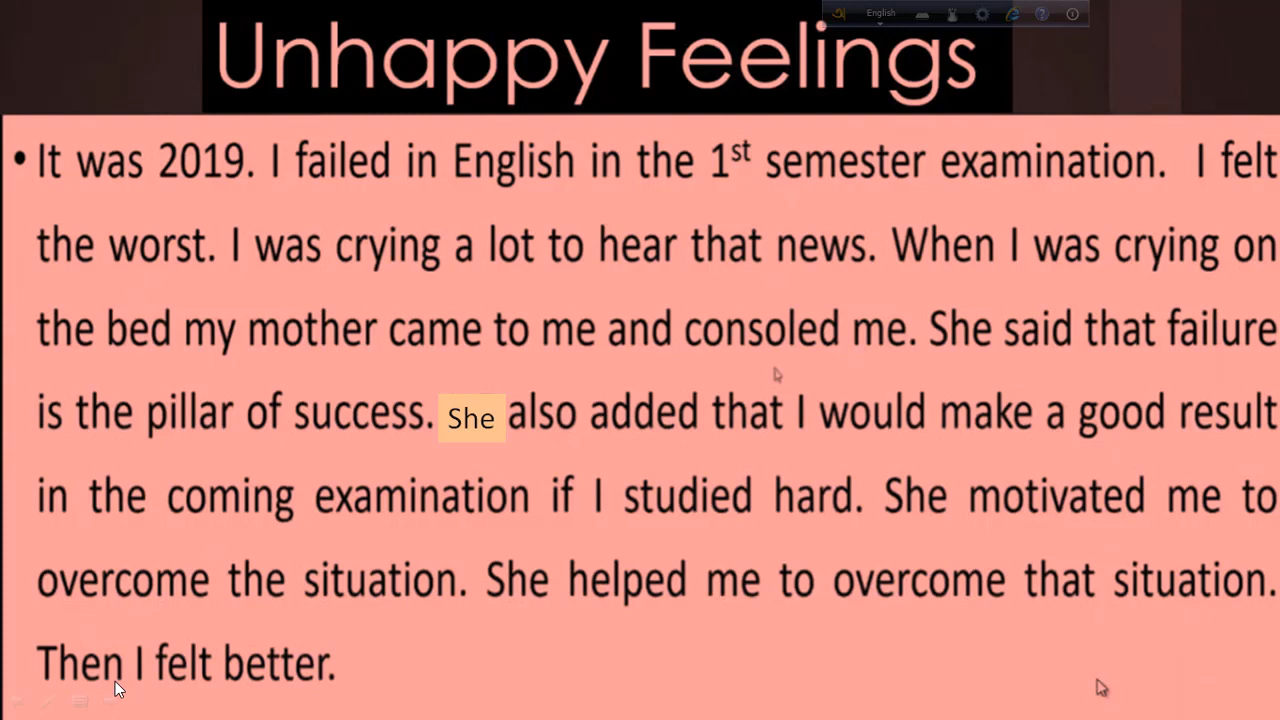 English
Unhappy Feelings
• It was 2019. I failed in English in the 1st semester examination. I felt
the worst. I was crying a lot to hear that news. When I was crying on
the bed my mother came to me and consoled me. She said that failure
is the pillar of success. She also added that I would make a good result
in the coming examination if I studied hard. She motivated me to
overcome the situation. She helped me to overcome that situation.
Then I felt better.